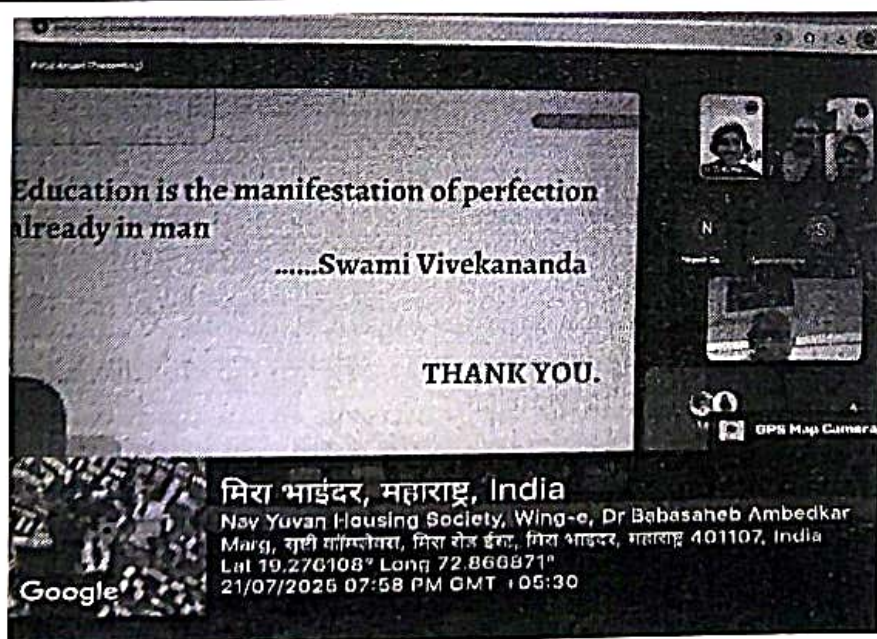 Education is the manifestation of perfection
already in man
......Swami Vivekananda
THANK YOU.
N
S
GPS Map Camera
मिरा भाइंदर, महाराष्ट्र, India
Nav Yuvan Housing Society, Wing-e, Dr Babasaheb Ambedkar
Marg, सृष्टी कॉम्प्लेक्स, मिरा रोड ईस्ट, मिरा भाइंदर, महाराष्ट्र 401107, India
Lat 19.276108° Long 72.866871°
21/07/2025 07:58 PM GMT +05:30
Google